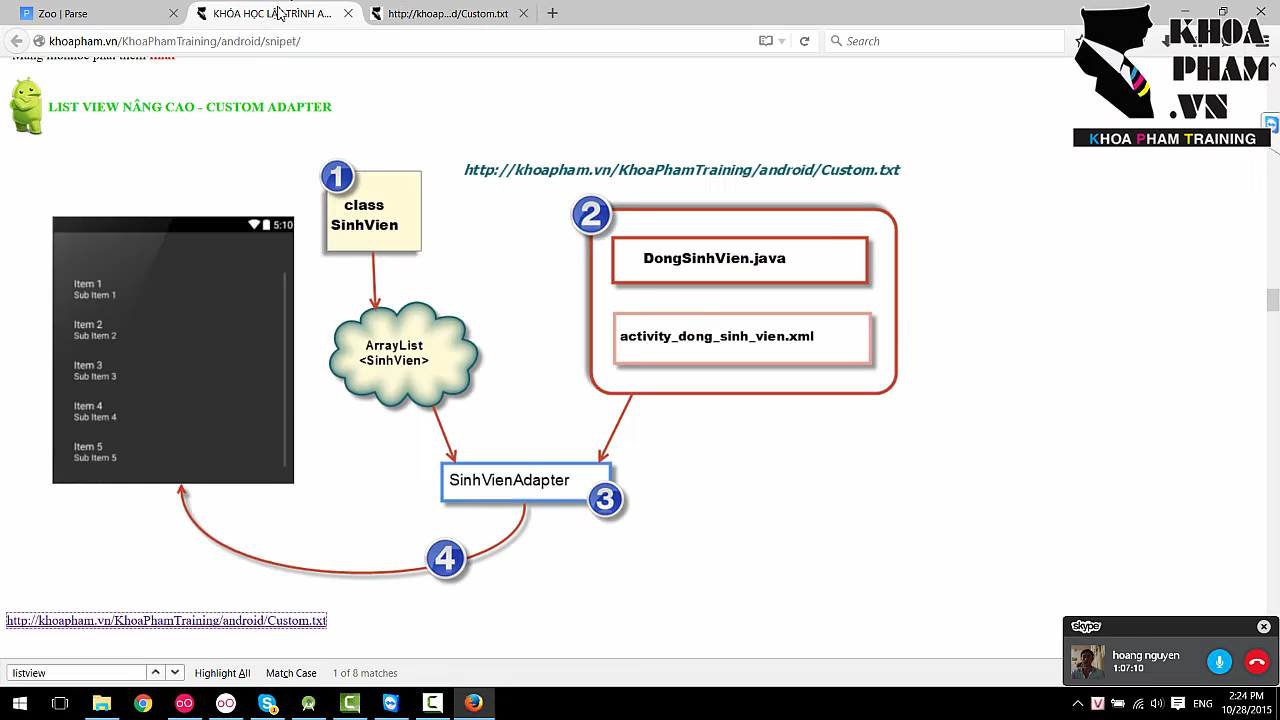 Zoo | Parse
KHÓA HỌC LẬP TRÌNH A...
http://khoapp...d/Custom.txt
khoapham.vn/KhoaPhamTraining/android/snipet/
Search
KHOA
PHAM
.VN
KHOA PHAM TRAINING
LIST VIEW NÂNG CAO - CUSTOM ADAPTER
http://khoapham.vn/KhoaPhamTraining/android/Custom.txt
1
class
SinhVien
2
DongSinhVien.java
activity_dong_sinh_vien.xml
5:10
Item 1
Sub Item 1
Item 2
Sub Item 2
Item 3
Sub Item 3
Item 4
Sub Item 4
Item 5
Sub Item 5
ArrayList
<SinhVien>
SinhVienAdapter
3
4
http://khoapham.vn/KhoaPhamTraining/android/Custom.txt
skype
hoang nguyen
1:07:10
listview
Highlight All
Match Case
1 of 8 matches
ENG
2:24 PM
10/28/2015